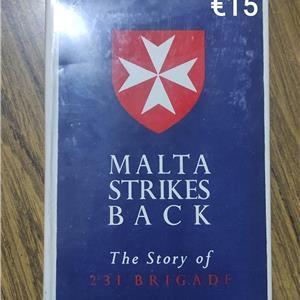 €15
MALTA
STRIKES
BACK
The Story of
231 BRIGADE